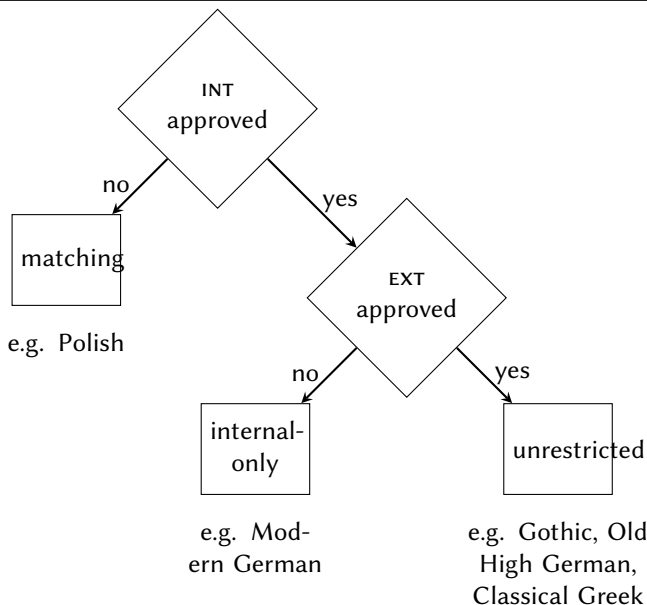 INT
approved
no
yes
matching
e.g. Polish
EXT
approved
no
yes
internal-
only
unrestricted
e.g. Mod-
ern German
e.g. Gothic, Old
High German,
Classical Greek